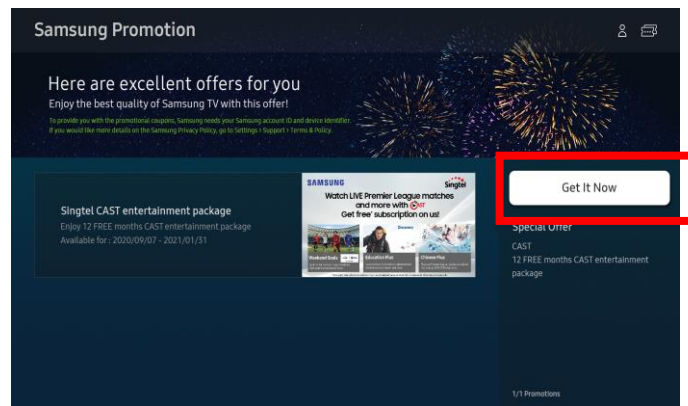 Samsung Promotion
Here are excellent offers for you
Enjoy the best quality of Samsung TV with this offer!
To provide you with the promotional coupons, Samsung needs your Samsung account ID and device identifier.
If you would like more details on the Samsung Privacy Policy, go to Settings > Support > Terms & Policy.
Get It Now
Singtel CAST entertainment package
Enjoy 12 FREE months CAST entertainment package
Available for : 2020/09/07 - 2021/01/31
SAMSUNG
Singtel
Watch LIVE Premier League matches
and more with CAST
Get free* subscription on us!
Weekend Goals
Education Plus
Chinese Plus
Special Offer
CAST
12 FREE months CAST entertainment
package
1/1 Promotions